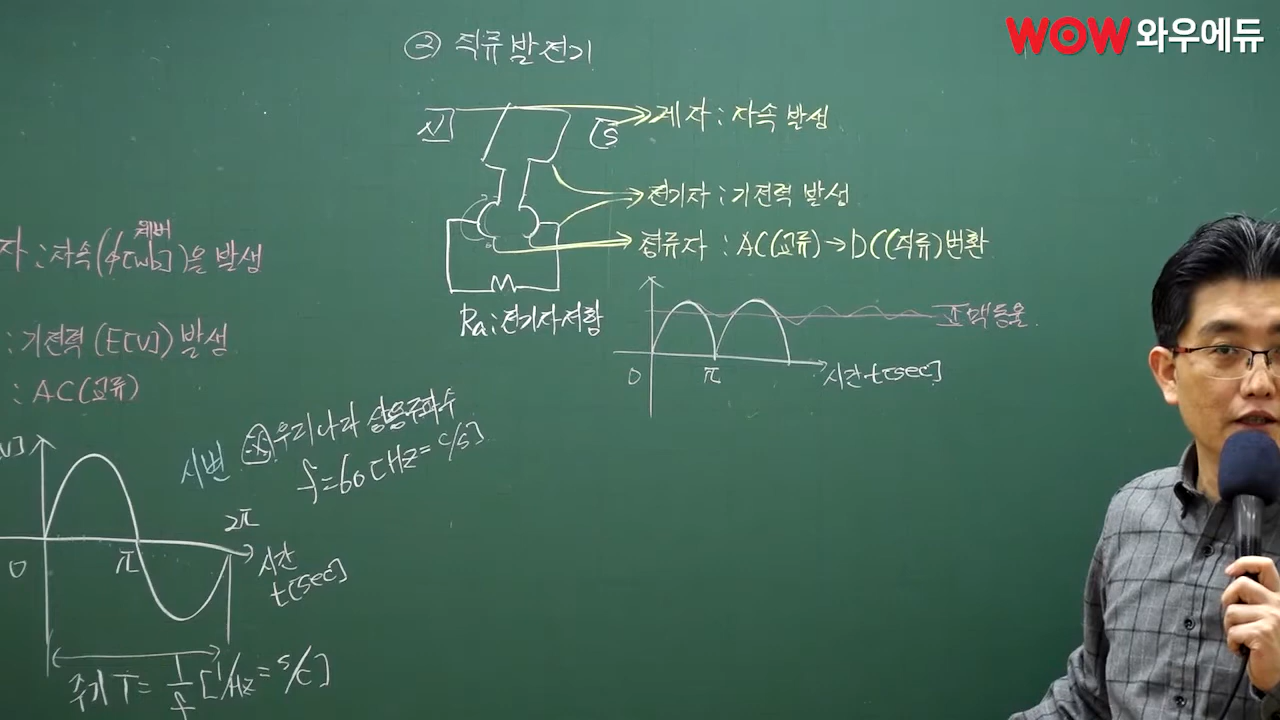 WOW 와우에듀
② 직류발전기
N
S
계자 : 자속 발생
전기자 : 기전력 발생
정류자 : AC(교류)→DC(직류)변환
Ra : 전기자저항
맥동율
0
π
시간 t[sec]
자 : 자속(φ[wb])을 발생
웨버
: 기전력 (E[V]) 발생
: AC(교류)
[V]
시변
우리나라 상용주파수
f=60[Hz=c/s]
0
π
2π
시간
t[sec]
주기 T= 1/f [1/Hz = s/c]